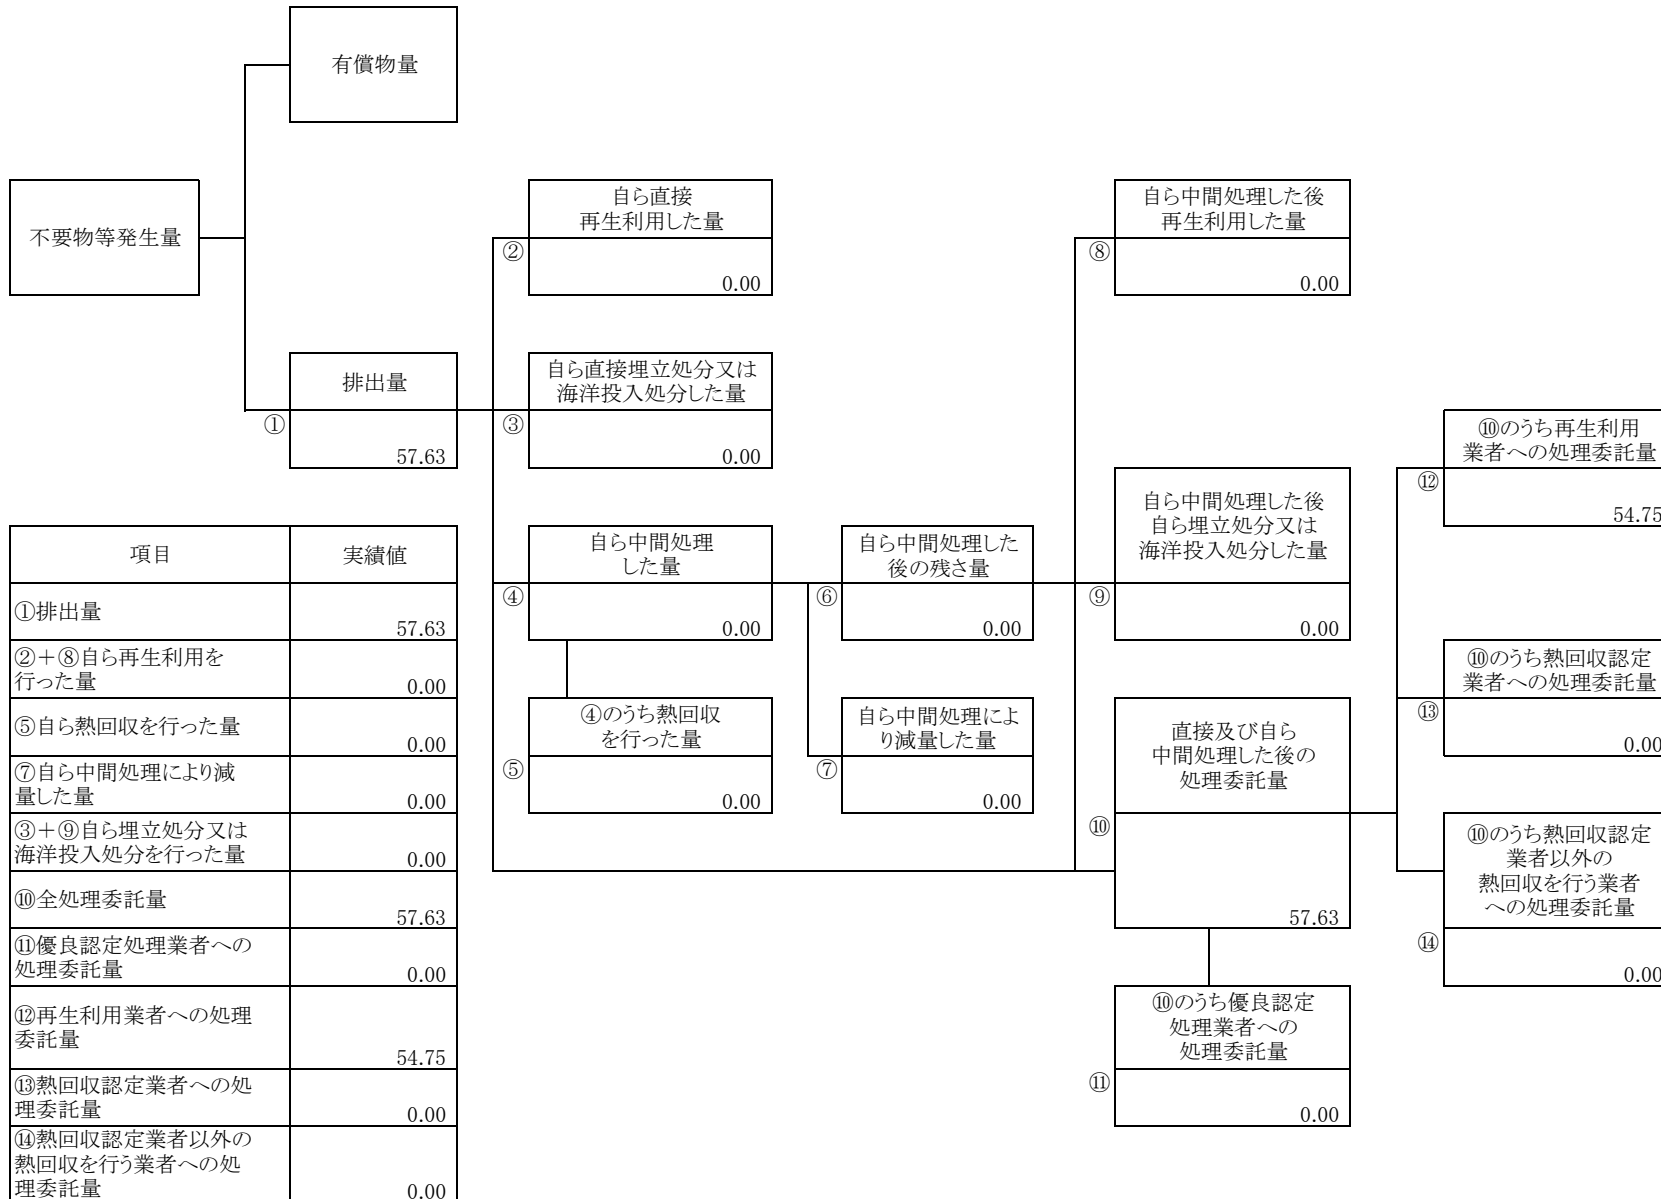 有償物量
不要物等発生量
自ら直接
再生利用した量
②
0.00
自ら中間処理した後
再生利用した量
⑧
0.00
排出量
①
57.63
自ら直接埋立処分又は
海洋投入処分した量
③
0.00
⑩のうち再生利用
業者への処理委託量
⑫
54.75
自ら中間処理
した量
④
0.00
自ら中間処理した
後の残さ量
⑥
0.00
自ら中間処理した後
自ら埋立処分又は
海洋投入処分した量
⑨
0.00
⑩のうち熱回収認定
業者への処理委託量
⑬
0.00
④のうち熱回収
を行った量
⑤
0.00
自ら中間処理によ
り減量した量
⑦
0.00
直接及び自ら
中間処理した後の
処理委託量
⑩
57.63
⑩のうち熱回収認定
業者以外の
熱回収を行う業者
への処理委託量
⑭
0.00
⑩のうち優良認定
処理業者への
処理委託量
⑪
0.00
項目 実績値
①排出量
57.63
②＋⑧自ら再生利用を
行った量
0.00
⑤自ら熱回収を行った量
0.00
⑦自ら中間処理により減
量した量
0.00
③＋⑨自ら埋立処分又は
海洋投入処分を行った量
0.00
⑩全処理委託量
57.63
⑪優良認定処理業者への
処理委託量
0.00
⑫再生利用業者への処理
委託量
54.75
⑬熱回収認定業者への処
理委託量
0.00
⑭熱回収認定業者以外の
熱回収を行う業者への処
理委託量
0.00